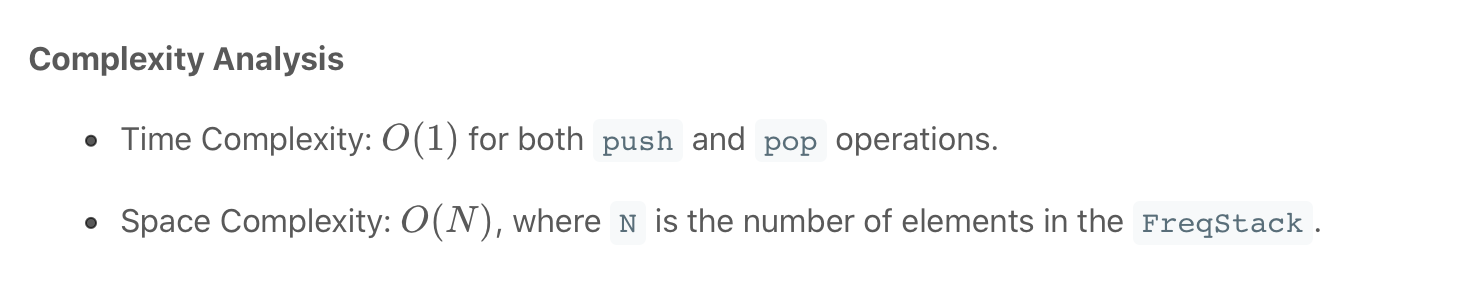 Complexity Analysis
• Time Complexity: O(1) for both push and pop operations.
• Space Complexity: O(N), where N is the number of elements in the FreqStack.